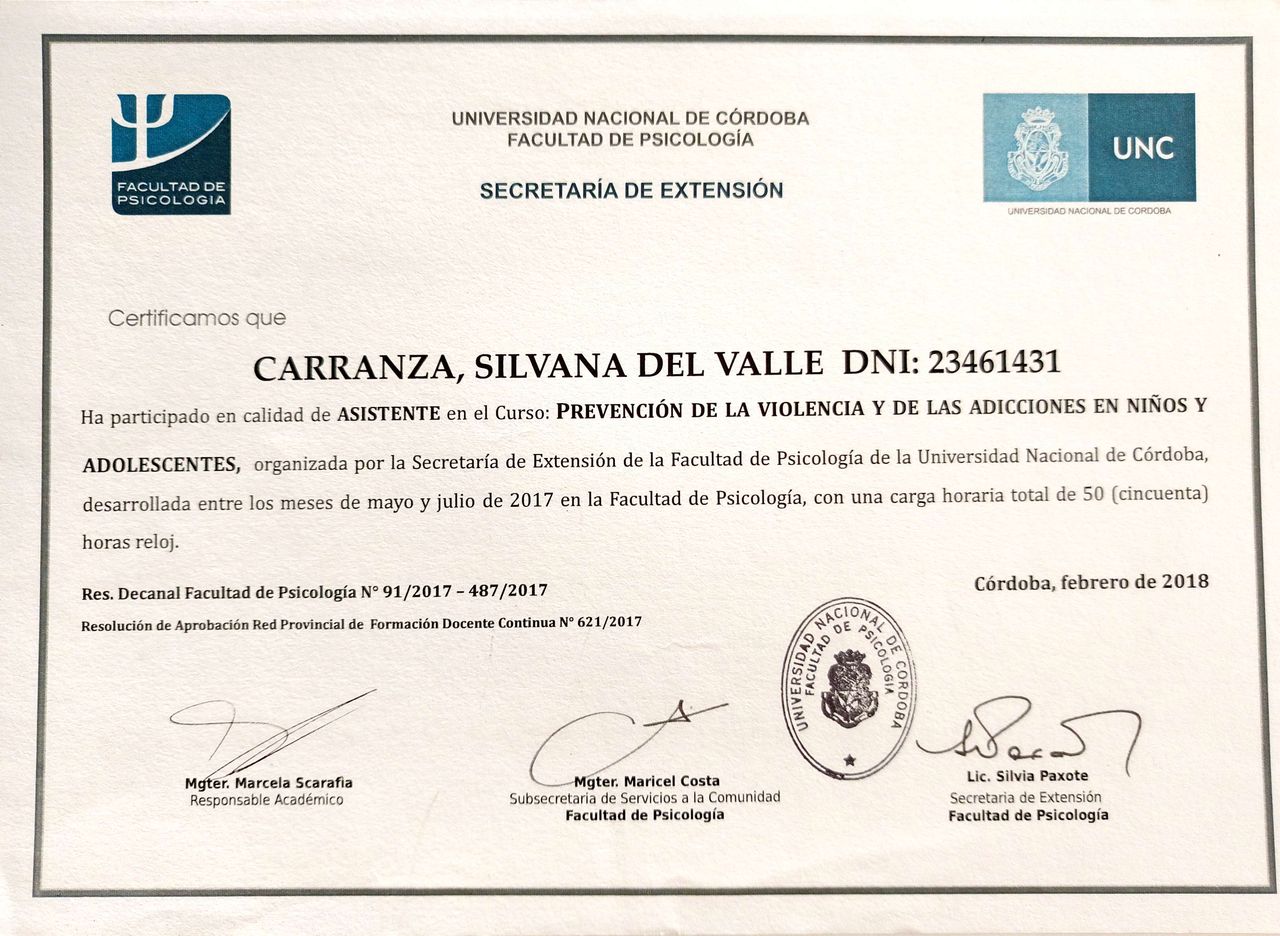 FACULTAD DE
PSICOLOGIA
UNIVERSIDAD NACIONAL DE CÓRDOBA
FACULTAD DE PSICOLOGÍA
SECRETARÍA DE EXTENSIÓN
UNC
UNIVERSIDAD NACIONAL DE CORDOBA
Certificamos que
CARRANZA, SILVANA DEL VALLE DNI: 23461431
Ha participado en calidad de ASISTENTE en el Curso: PREVENCIÓN DE LA VIOLENCIA Y DE LAS ADICCIONES EN NIÑOS Y
ADOLESCENTES, organizada por la Secretaría de Extensión de la Facultad de Psicología de la Universidad Nacional de Córdoba,
desarrollada entre los meses de mayo y julio de 2017 en la Facultad de Psicología, con una carga horaria total de 50 (cincuenta)
horas reloj.
Res. Decanal Facultad de Psicología N° 91/2017 – 487/2017
Córdoba, febrero de 2018
Resolución de Aprobación Red Provincial de Formación Docente Continua N° 621/2017
UNIVERSIDAD NACIONAL DE CORDOBA
FACULTAD DE PSICOLOGIA
Mgter. Marcela Scarafia
Responsable Académico
Mgter. Maricel Costa
Subsecretaria de Servicios a la Comunidad
Facultad de Psicología
Lic. Silvia Paxote
Secretaria de Extensión
Facultad de Psicología